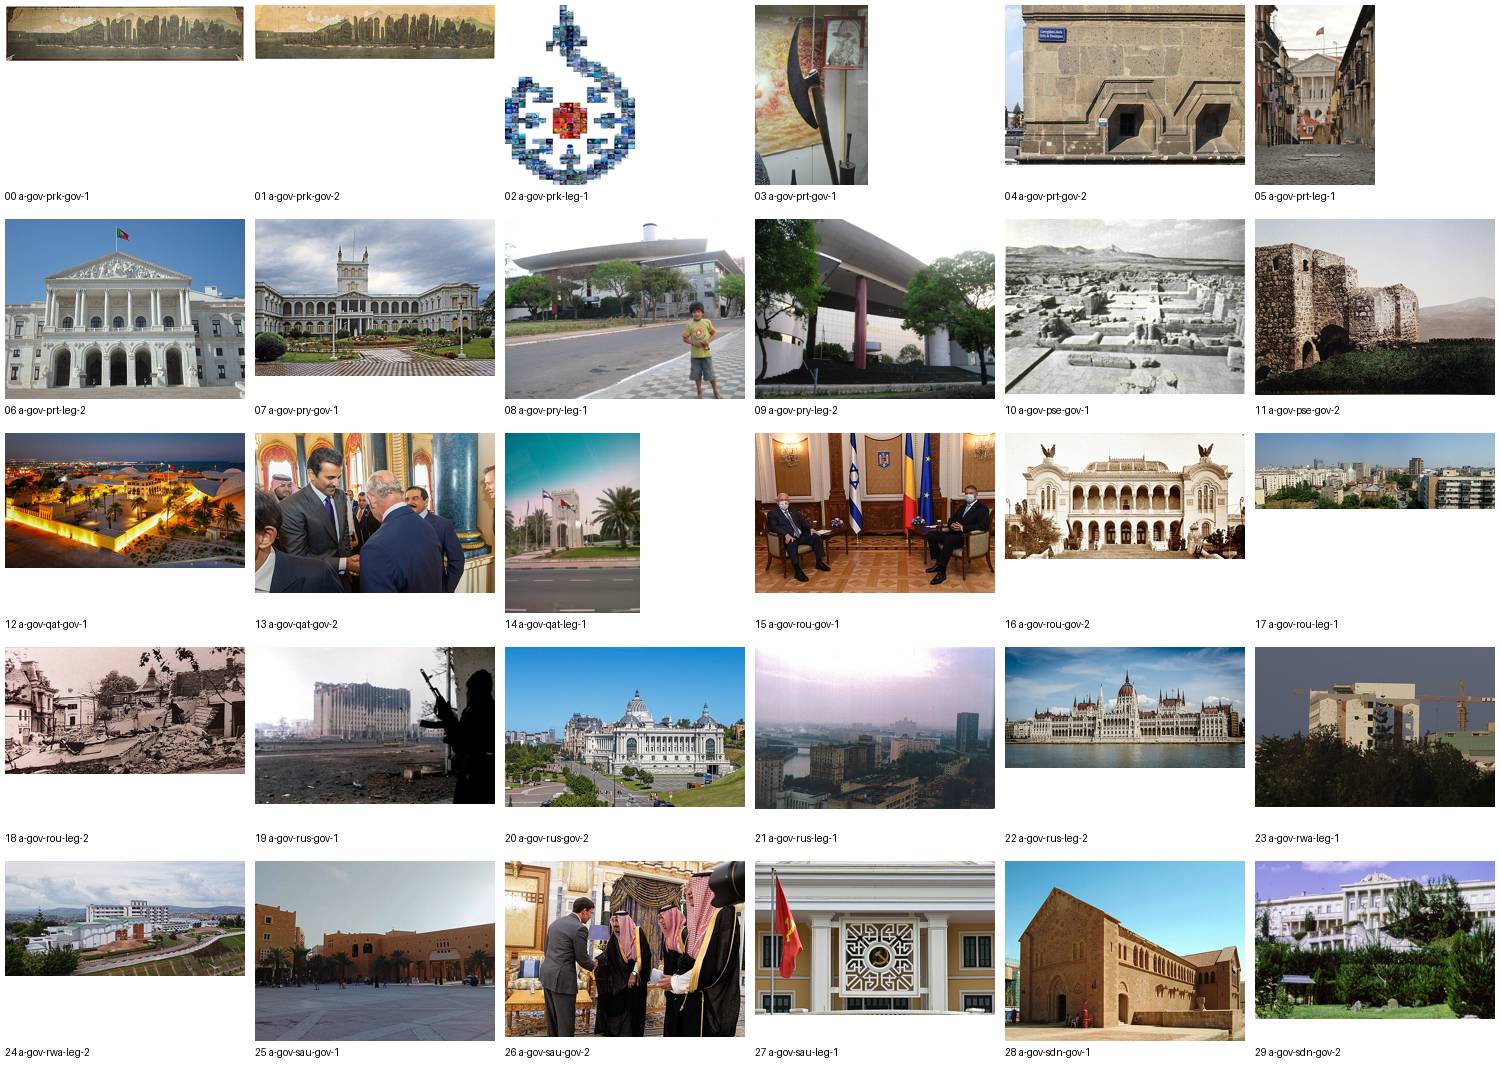 00 a-gov-prk-gov-1
01 a-gov-prk-gov-2
02 a-gov-prk-leg-1
03 a-gov-prt-gov-1
04 a-gov-prt-gov-2
05 a-gov-prt-leg-1
06 a-gov-prt-leg-2
07 a-gov-pry-gov-1
08 a-gov-pry-leg-1
09 a-gov-pry-leg-2
10 a-gov-pse-gov-1
11 a-gov-pse-gov-2
12 a-gov-qat-gov-1
13 a-gov-qat-gov-2
14 a-gov-qat-leg-1
15 a-gov-rou-gov-1
16 a-gov-rou-gov-2
17 a-gov-rou-leg-1
18 a-gov-rou-leg-2
19 a-gov-rus-gov-1
20 a-gov-rus-gov-2
21 a-gov-rus-leg-1
22 a-gov-rus-leg-2
23 a-gov-rwa-leg-1
24 a-gov-rwa-leg-2
25 a-gov-sau-gov-1
26 a-gov-sau-gov-2
27 a-gov-sau-leg-1
28 a-gov-sdn-gov-1
29 a-gov-sdn-gov-2